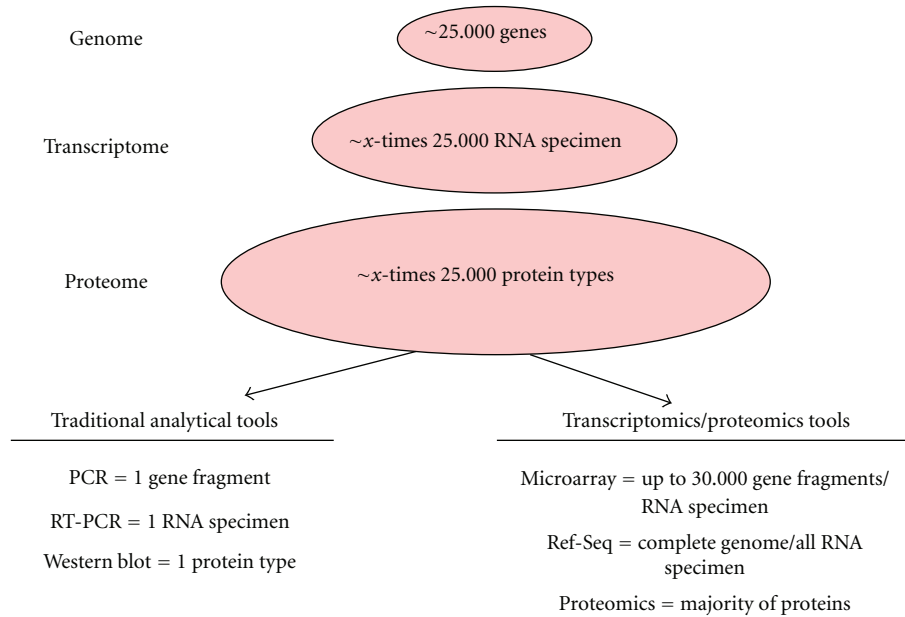 Genome
~25.000 genes
Transcriptome
~x-times 25.000 RNA specimen
Proteome
~x-times 25.000 protein types
Traditional analytical tools
PCR = 1 gene fragment
RT-PCR = 1 RNA specimen
Western blot = 1 protein type
Transcriptomics/proteomics tools
Microarray = up to 30.000 gene fragments/
RNA specimen
Ref-Seq = complete genome/all RNA
specimen
Proteomics = majority of proteins